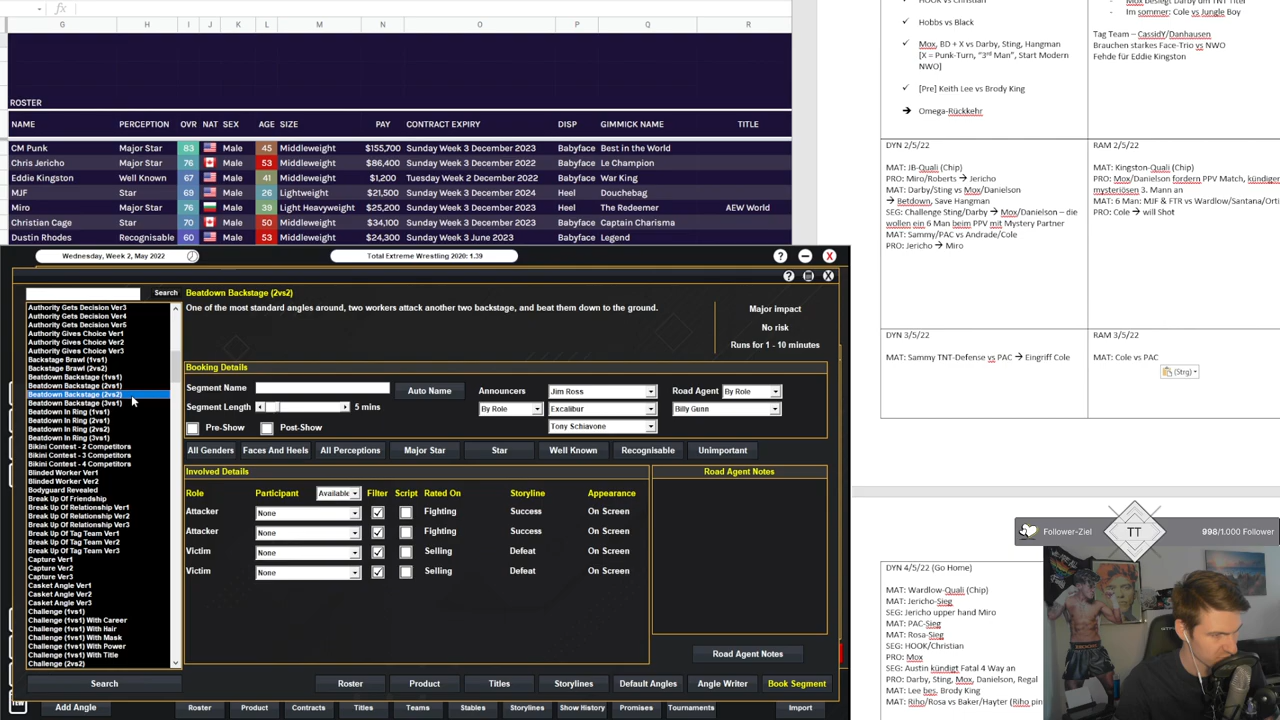 fx
G H I J K L M N O P Q R
ROSTER
NAME PERCEPTION OVR NAT SEX AGE SIZE PAY CONTRACT EXPIRY DISP GIMMICK NAME TITLE
CM Punk Major Star 83 Male 45 Middleweight $155,700 Sunday Week 3 December 2023 Babyface Best in the World
Chris Jericho Major Star 76 Male 53 Middleweight $86,400 Sunday Week 3 December 2022 Babyface Le Champion
Eddie Kingston Well Known 67 Male 41 Middleweight $1,200 Tuesday Week 2 December 2022 Babyface War King
MJF Star 69 Male 26 Lightweight $21,500 Sunday Week 3 December 2024 Heel Douchebag
Miro Major Star 76 Male 39 Light Heavyweight $25,200 Sunday Week 3 December 2023 Heel The Redeemer AEW World
Christian Cage Star 70 Male 50 Middleweight $34,100 Sunday Week 3 December 2023 Babyface Captain Charisma
Dustin Rhodes Recognisable 60 Male 53 Middleweight $24,300 Sunday Week 3 June 2023 Babyface Legend
Wednesday, Week 2, May 2022
Total Extreme Wrestling 2020: 1.39
? X
? X
Search
Authority Gets Decision Ver3
Authority Gets Decision Ver4
Authority Gets Decision Ver5
Authority Gives Choice Ver1
Authority Gives Choice Ver2
Authority Gives Choice Ver3
Backstage Brawl (1vs1)
Backstage Brawl (2vs2)
Beatdown Backstage (1vs1)
Beatdown Backstage (2vs1)
Beatdown Backstage (2vs2)
Beatdown Backstage (3vs1)
Beatdown In Ring (1vs1)
Beatdown In Ring (2vs1)
Beatdown In Ring (2vs2)
Beatdown In Ring (3vs1)
Bikini Contest - 2 Competitors
Bikini Contest - 3 Competitors
Bikini Contest - 4 Competitors
Blinded Worker Ver1
Blinded Worker Ver2
Bodyguard Revealed
Break Up Of Friendship
Break Up Of Relationship Ver1
Break Up Of Relationship Ver2
Break Up Of Relationship Ver3
Break Up Of Tag Team Ver1
Break Up Of Tag Team Ver2
Break Up Of Tag Team Ver3
Capture Ver1
Capture Ver2
Capture Ver3
Casket Angle Ver1
Casket Angle Ver2
Casket Angle Ver3
Challenge (1vs1)
Challenge (1vs1) With Career
Challenge (1vs1) With Hair
Challenge (1vs1) With Mask
Challenge (1vs1) With Power
Challenge (1vs1) With Title
Challenge (2vs2)
Search
Beatdown Backstage (2vs2)
One of the most standard angles around, two workers attack another two backstage, and beat them down to the ground.
Major impact
No risk
Runs for 1 - 10 minutes
Booking Details
Segment Name Auto Name Announcers Jim Ross Road Agent By Role
Segment Length 5 mins By Role Excalibur Billy Gunn
Pre-Show Post-Show Tony Schiavone
All Genders Faces And Heels All Perceptions Major Star Star Well Known Recognisable Unimportant
Involved Details
Role Participant Available Filter Script Rated On Storyline Appearance
Attacker None Fighting Success On Screen
Attacker None Fighting Success On Screen
Victim None Selling Defeat On Screen
Victim None Selling Defeat On Screen
Road Agent Notes
Road Agent Notes
Roster Product Titles Storylines Default Angles Angle Writer Book Segment
Add Angle Roster Product Contracts Titles Teams Stables Storylines Show History Promises Tournaments Import
HOOK vs Christian
Hobbs vs Black
Mox, BD + X vs Darby, Sting, Hangman
[X = Punk-Turn, "3rd Man", Start Modern
NWO]
[Pre] Keith Lee vs Brody King
Omega-Rückkehr
Mox besiegt Darby um TNT Titel
- Im sommer: Cole vs Jungle Boy
Tag Team – CassidY/Danhausen
Brauchen starkes Face-Trio vs NWO
Fehde für Eddie Kingston
DYN 2/5/22
MAT: JB-Quali (Chip)
PRO: Miro/Roberts → Jericho
MAT: Darby/Sting vs Mox/Danielson
→ Betdown, Save Hangman
SEG: Challenge Sting/Darby → Mox/Danielson – die
wollen ein 6 Man beim PPV mit Mystery
Partner
MAT: Sammy/PAC vs Andrade/Cole
PRO: Jericho → Miro
RAM 2/5/22
MAT: Kingston-Quali (Chip)
PRO: Mox/Danielson fordern PPV Match, kündigen
mysteriösen 3. Mann an
MAT: 6 Man: MJF & FTR vs Wardlow/Santana/Orti
PRO: Cole → will Shot
DYN 3/5/22
MAT: Sammy TNT-Defense vs PAC → Eingriff Cole
RAM 3/5/22
MAT: Cole vs PAC
(Strg)
DYN 4/5/22 (Go Home)
MAT: Wardlow-Quali (Chip)
MAT: Jericho-Sieg
SEG: Jericho upper hand Miro
MAT: PAC-Sieg
MAT: Rosa-Sieg
SEG: HOOK/Christian
PRO: Mox
SEG: Austin kündigt Fatal 4 Way an
PRO: Darby, Sting, Mox, Danielson, Regal
MAT: Lee bes. Brody King
MAT: Riho/Rosa vs Baker/Hayter (Riho pin
Follower-Ziel TT 998/1.000 Follower